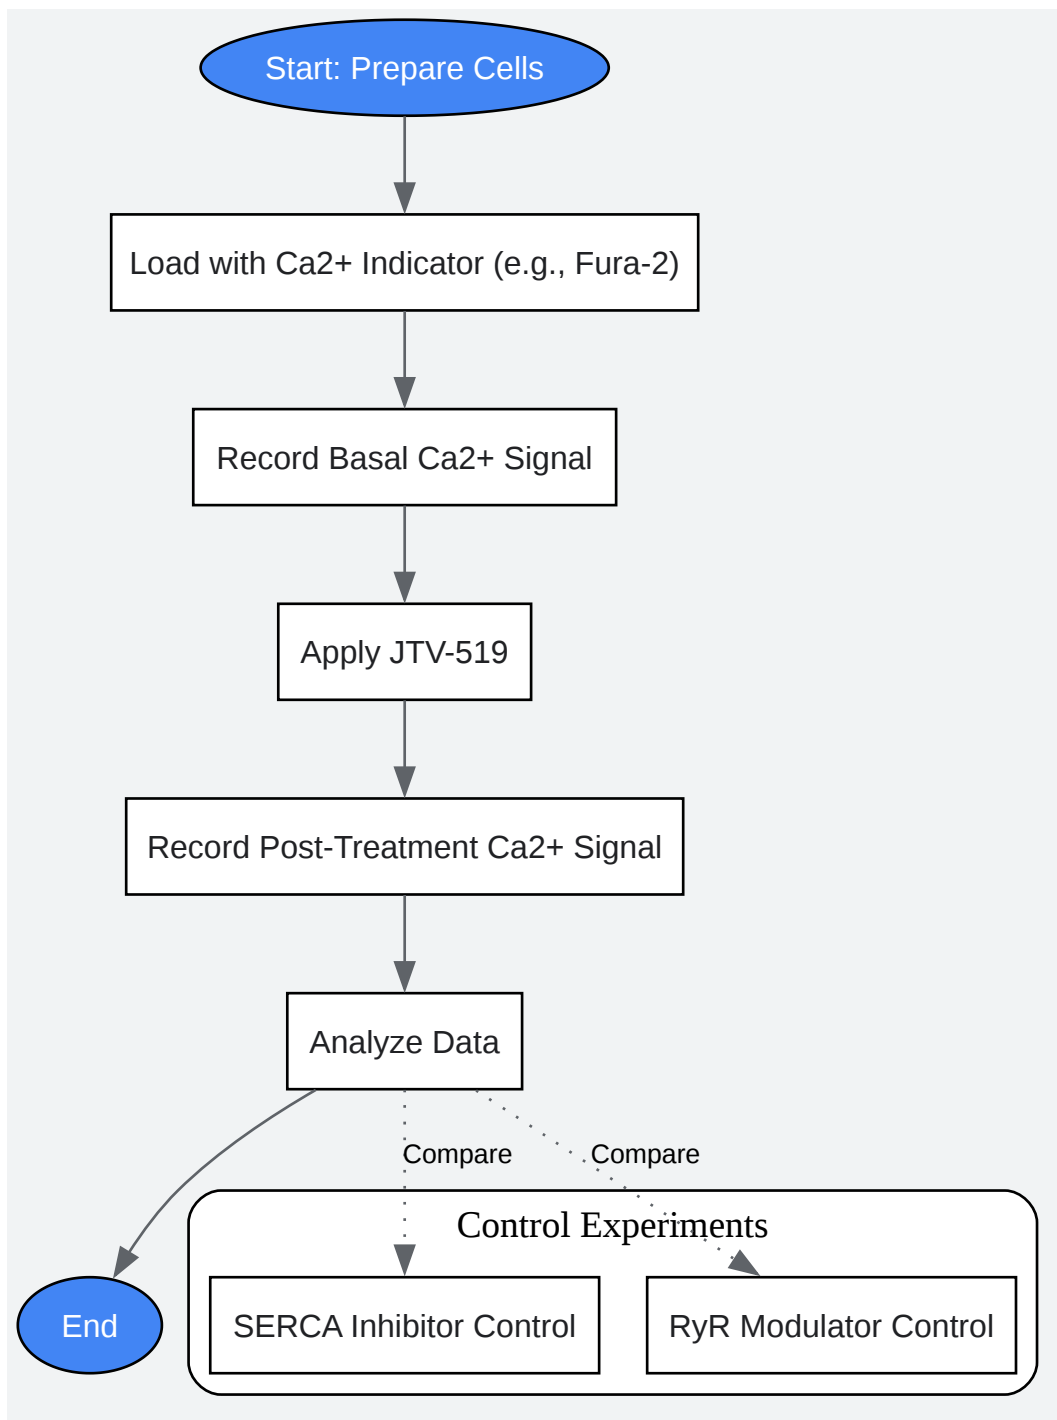 Start: Prepare Cells
Load with Ca2+ Indicator (e.g., Fura-2)
Record Basal Ca2+ Signal
Apply JTV-519
Record Post-Treatment Ca2+ Signal
Analyze Data
Compare
Compare
Control Experiments
End
SERCA Inhibitor Control
RyR Modulator Control